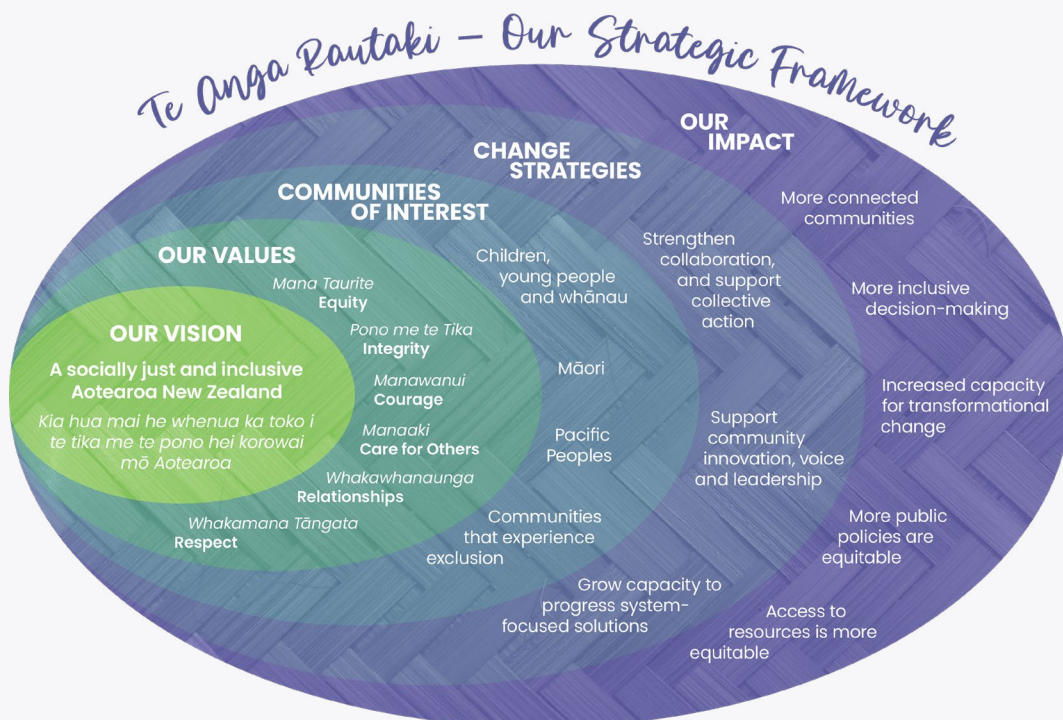 Te Anga Rautaki – Our Strategic Framework
OUR VISION
A socially just and inclusive
Aotearoa New Zealand
Kia hua mai he whenua ka toko i
te tika me te pono hei korowai
mō Aotearoa
OUR VALUES
Mana Taurite
Equity
Pono me te Tika
Integrity
Manawanui
Courage
Manaaki
Care for Others
Whakawhanaunga
Relationships
Whakamana Tāngata
Respect
COMMUNITIES
OF INTEREST
Children,
young people
and whānau
Māori
Pacific
Peoples
Communities
that experience
exclusion
CHANGE
STRATEGIES
Strengthen
collaboration,
and support
collective
action
Support
community
innovation, voice
and leadership
Grow capacity to
progress system-
focused solutions
OUR
IMPACT
More connected
communities
More inclusive
decision-making
Increased capacity
for transformational
change
More public
policies are
equitable
Access to
resources is more
equitable